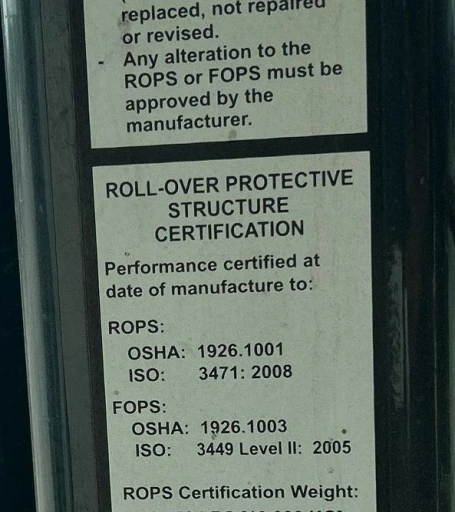 replaced, not repaired
or revised.
- Any alteration to the
ROPS or FOPS must be
approved by the
manufacturer.
ROLL-OVER PROTECTIVE
STRUCTURE
CERTIFICATION
Performance certified at
date of manufacture to:
ROPS:
OSHA: 1926.1001
ISO: 3471: 2008
FOPS:
OSHA: 1926.1003
ISO: 3449 Level II: 2005
ROPS Certification Weight: